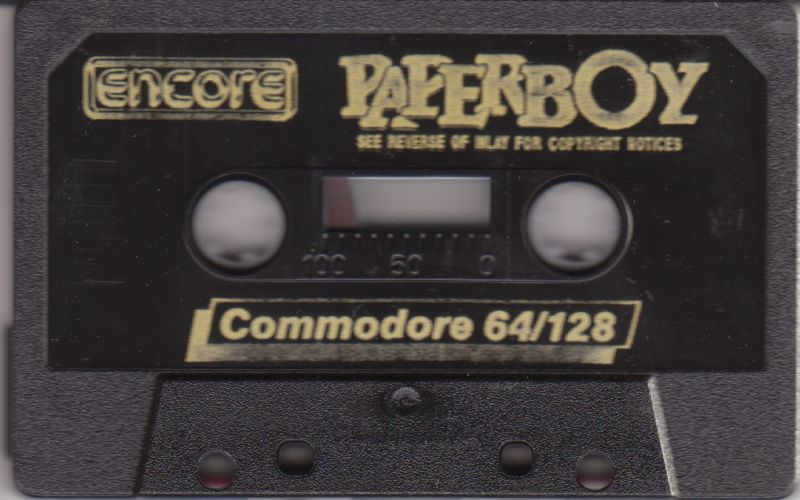 encore
PAPERBOY
SEE REVERSE OF INLAY FOR COPYRIGHT NOTICES
100 50 0
Commodore 64/128